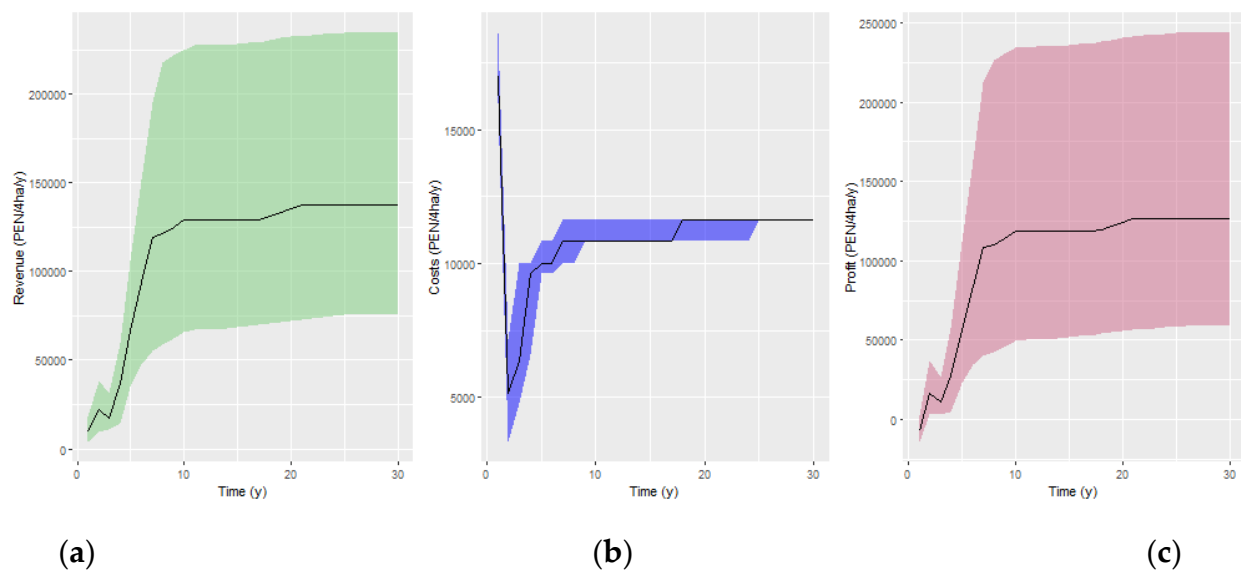 Revenue (PEN/4ha/y)
200000
150000
100000
50000
0
0 10 20 30
Time (y)
Costs (PEN/4ha/y)
15000
10000
5000
0 10 20 30
Time (y)
Profit (PEN/4ha/y)
250000
200000
150000
100000
50000
0
0 10 20 30
Time (y)
(a) (b) (c)